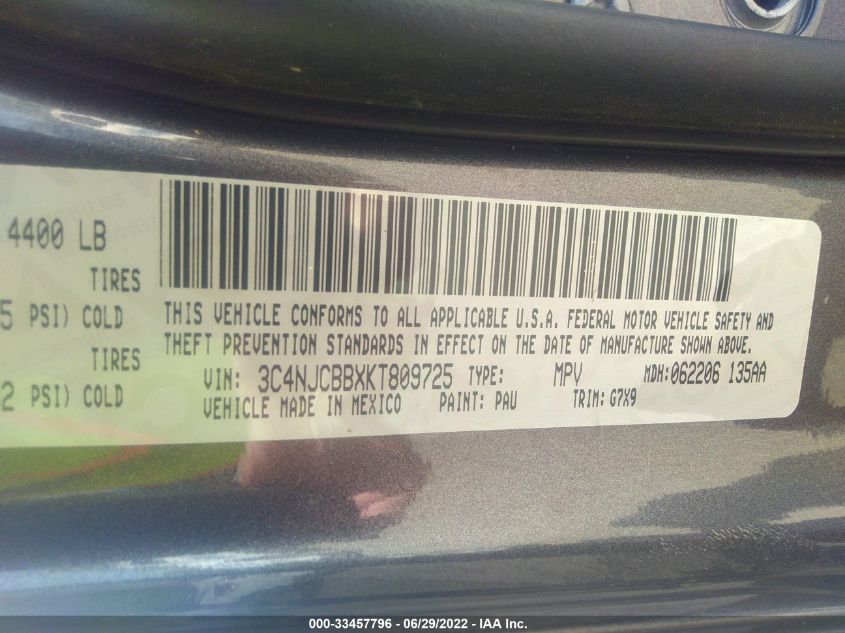 4400 LB
TIRES
5 PSI) COLD
TIRES
2 PSI) COLD
THIS VEHICLE CONFORMS TO ALL APPLICABLE U.S.A. FEDERAL MOTOR VEHICLE SAFETY AND
THEFT PREVENTION STANDARDS IN EFFECT ON THE DATE OF MANUFACTURE SHOWN ABOVE.
VIN: 3C4NJCBBXKT809725 TYPE: MPV MDH:062206 135AA
VEHICLE MADE IN MEXICO PAINT: PAU TRIM: G7X9
000-33457796 - 06/29/2022 - IAA Inc.